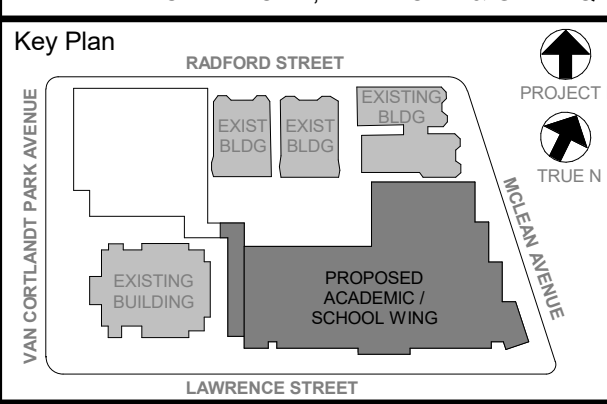 Key Plan
RADFORD STREET
PROJECT
TRUE N
VAN CORTLANDT PARK AVENUE
EXIST
BLDG
EXIST
BLDG
EXISTING
BLDG
MCLEAN AVENUE
EXISTING
BUILDING
PROPOSED
ACADEMIC /
SCHOOL WING
LAWRENCE STREET